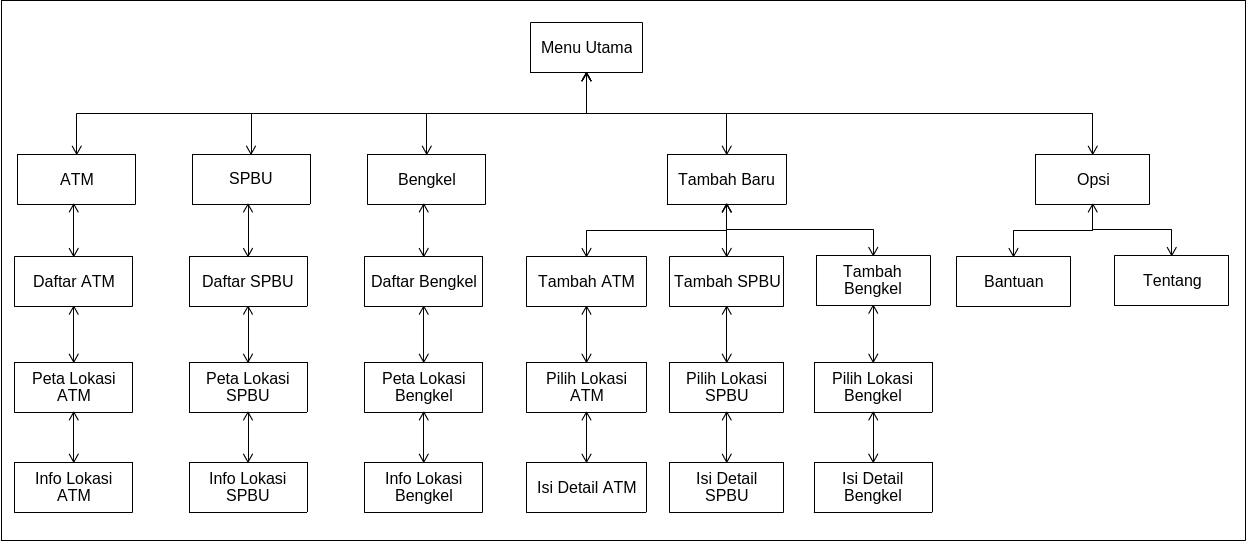 Menu Utama
ATM
SPBU
Bengkel
Tambah Baru
Opsi
Daftar ATM
Daftar SPBU
Daftar Bengkel
Tambah ATM
Tambah SPBU
Tambah
Bengkel
Bantuan
Tentang
Peta Lokasi
ATM
Peta Lokasi
SPBU
Peta Lokasi
Bengkel
Pilih Lokasi
ATM
Pilih Lokasi
SPBU
Pilih Lokasi
Bengkel
Info Lokasi
ATM
Info Lokasi
SPBU
Info Lokasi
Bengkel
Isi Detail ATM
Isi Detail
SPBU
Isi Detail
Bengkel